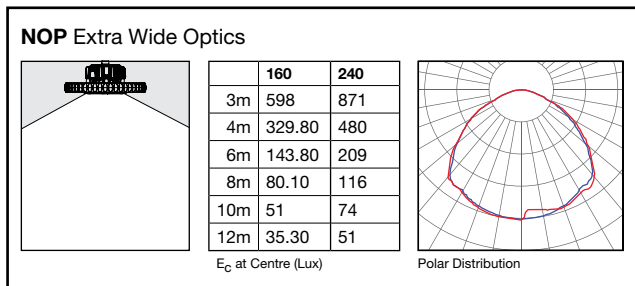 NOP Extra Wide Optics
160 240
3m 598 871
4m 329.80 480
6m 143.80 209
8m 80.10 116
10m 51 74
12m 35.30 51
EC at Centre (Lux)
Polar Distribution